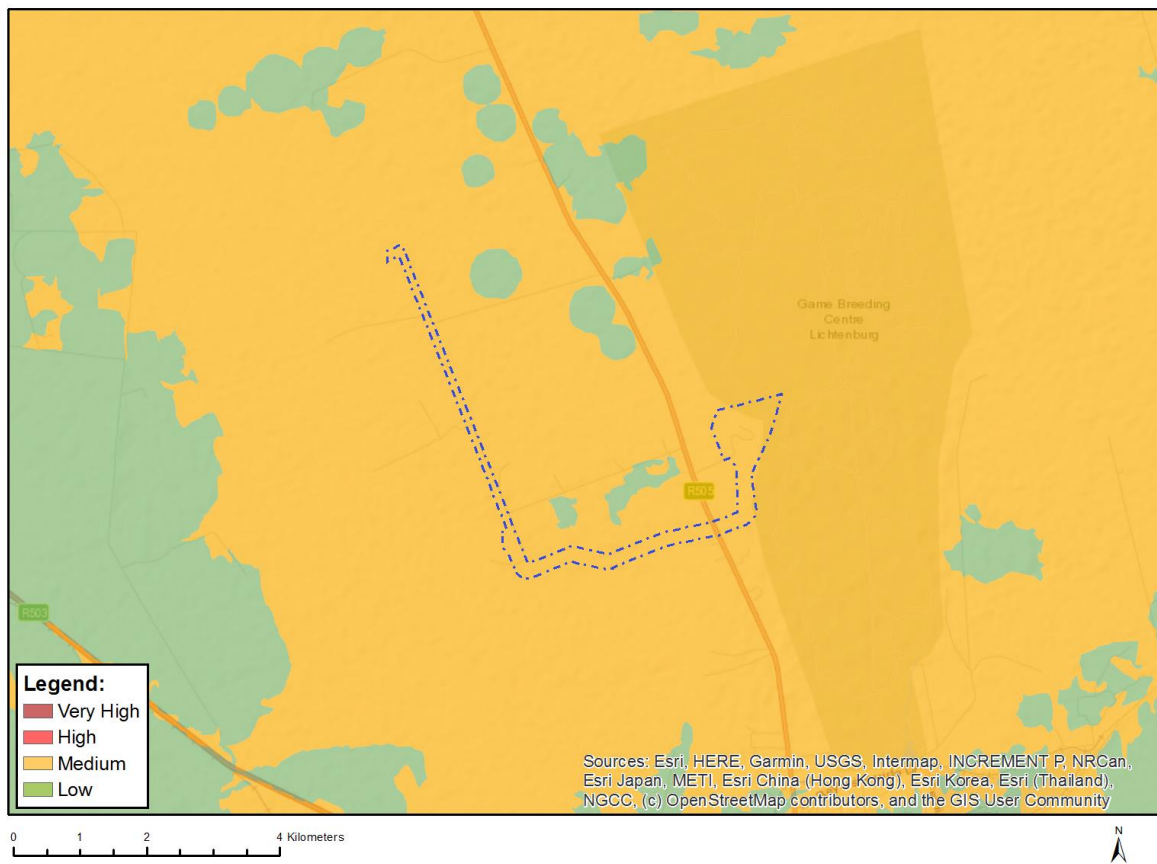 Game Breeding
Centre
Lichtenburg
R505
R503
Legend:
Very High
High
Medium
Low
Sources: Esri, HERE, Garmin, USGS, Intermap, INCREMENT P, NRCan,
Esri Japan, METI, Esri China (Hong Kong), Esri Korea, Esri (Thailand),
NGCC, (c) OpenStreetMap contributors, and the GIS User Community
0 1 2 4 Kilometers
N